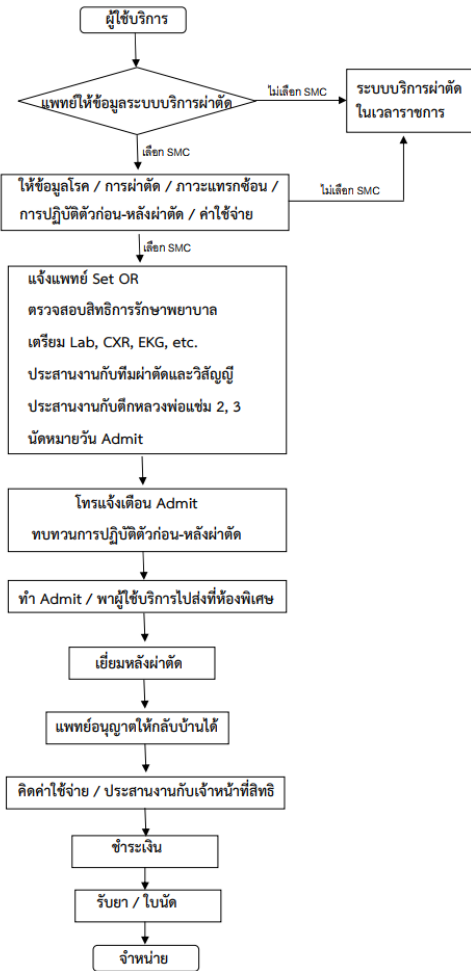 ผู้ใช้บริการ
แพทย์ให้ข้อมูลระบบบริการผ่าตัด
ไม่เลือก SMC
ระบบบริการผ่าตัด
ในเวลาราชการ
เลือก SMC
ให้ข้อมูลโรค / การผ่าตัด / ภาวะแทรกซ้อน /
การปฏิบัติตัวก่อน-หลังผ่าตัด / ค่าใช้จ่าย
ไม่เลือก SMC
เลือก SMC
แจ้งแพทย์ Set OR
ตรวจสอบสิทธิการรักษาพยาบาล
เตรียม Lab, CXR, EKG, etc.
ประสานงานกับทีมผ่าตัดและวิสัญญี
ประสานงานกับตึกหลวงพ่อแช่ม 2, 3
นัดหมายวัน Admit
โทรแจ้งเตือน Admit
ทบทวนการปฏิบัติตัวก่อน-หลังผ่าตัด
ทำ Admit / พาผู้ใช้บริการไปส่งที่ห้องพิเศษ
เยี่ยมหลังผ่าตัด
แพทย์อนุญาตให้กลับบ้านได้
คิดค่าใช้จ่าย / ประสานงานกับเจ้าหน้าที่สิทธิ
ชำระเงิน
รับยา / ใบนัด
จำหน่าย